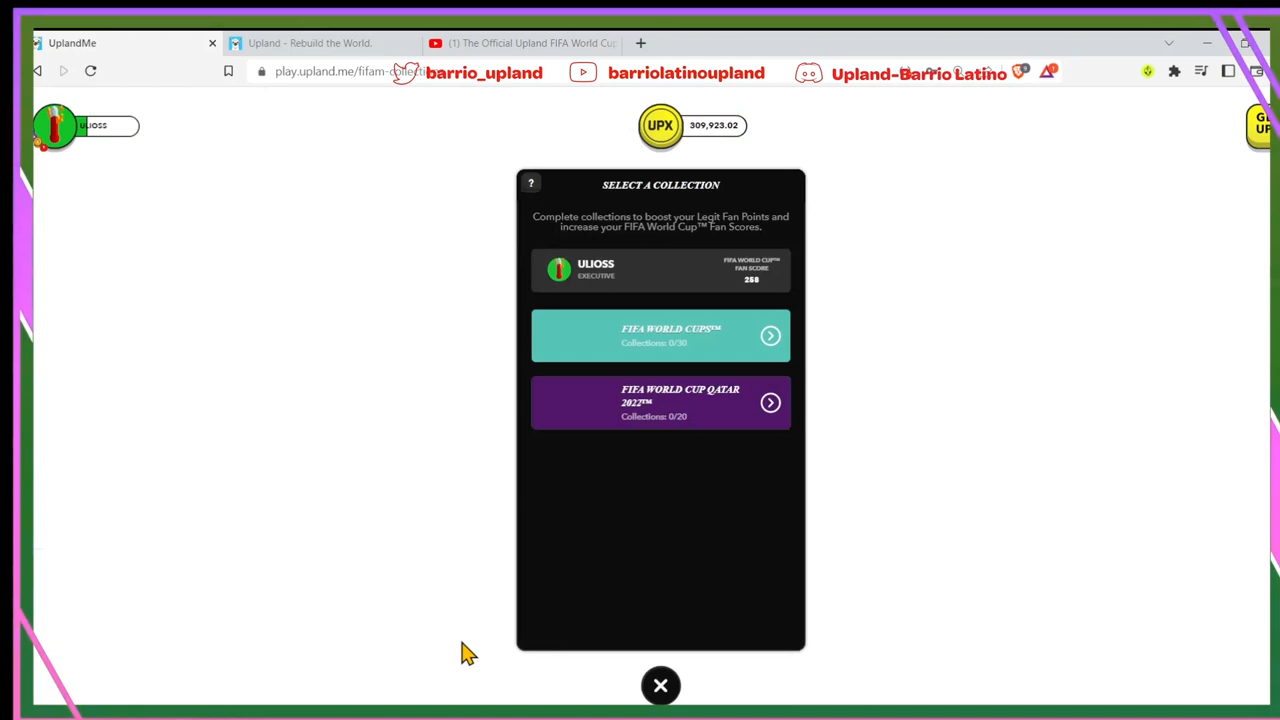 UplandMe
Upland - Rebuild the World.
(1) The Official Upland FIFA World Cup
play.upland.me/fifam-collection
barrio_upland
barriolatinoupland
Upland-Barrio Latino
ULIOSS
UPX
309,923.02
?
SELECT A COLLECTION
Complete collections to boost your Legit Fan Points and
increase your FIFA World Cup™ Fan Scores.
ULIOSS
EXECUTIVE
FIFA WORLD CUP™
FAN SCORE
258
FIFA WORLD CUPS™
Collections: 0/30
FIFA WORLD CUP QATAR
2022™
Collections: 0/20